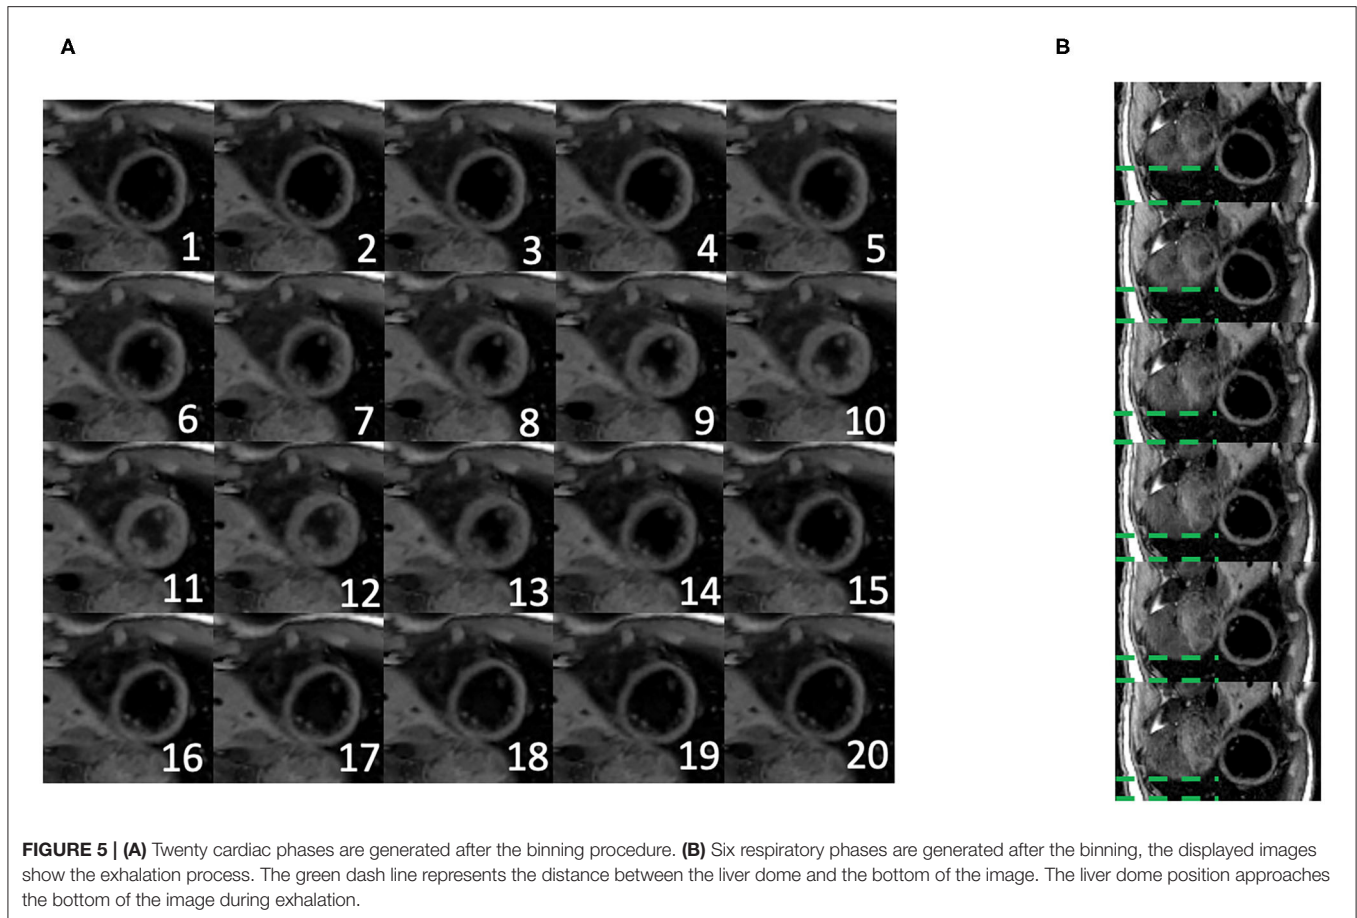 A
B
1 2 3 4 5
6 7 8 9 10
11 12 13 14 15
16 17 18 19 20
FIGURE 5 | (A) Twenty cardiac phases are generated after the binning procedure. (B) Six respiratory phases are generated after the binning, the displayed images
show the exhalation process. The green dash line represents the distance between the liver dome and the bottom of the image. The liver dome position approaches
the bottom of the image during exhalation.